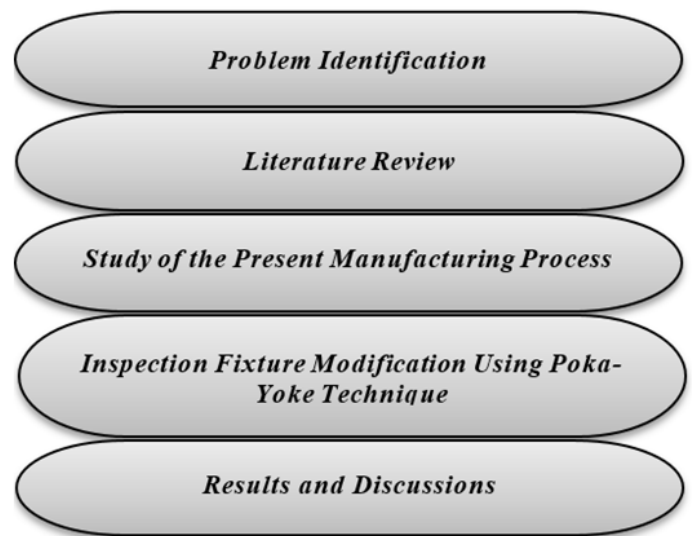 Problem Identification
Literature Review
Study of the Present Manufacturing Process
Inspection Fixture Modification Using Poka-
Yoke Technique
Results and Discussions